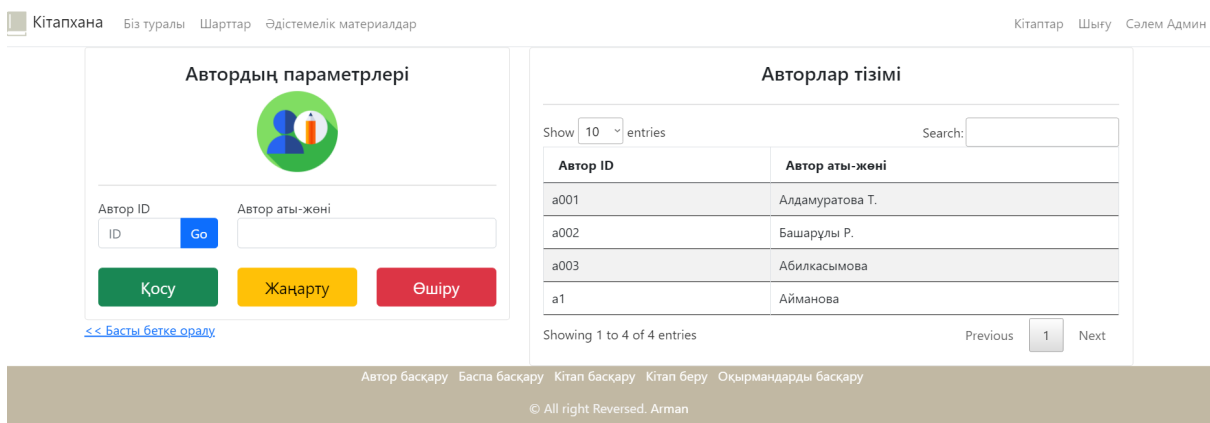 Кітапхана Біз туралы Шарттар Әдістемелік материалдар Кітаптар Шығу Сәлем Админ
Автордың параметрлері
Автор ID Автор аты-жөні
ID Go
Қосу Жаңарту Өшіру
<< Басты бетке оралу
Авторлар тізімі
Show 10 entries Search:
Автор ID Автор аты-жөні
a001 Алдамуратова Т.
a002 Башарұлы Р.
a003 Абилкасымова
a1 Айманова
Showing 1 to 4 of 4 entries Previous 1 Next
Автор басқару Баспа басқару Кітап басқару Кітап беру Оқырмандарды басқару
© All right Reversed. Arman